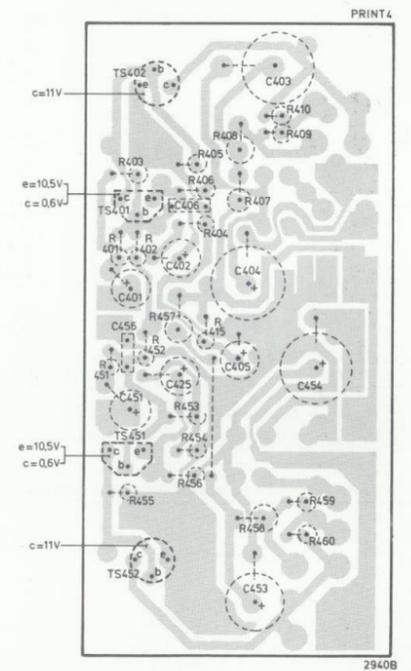 PRINT4
TS402
b
e
c
c=11V
C403
R410
R409
R408
R405
R403
R406
e=10,5V
c=0,6V
c
e
b
TS401
C406
R407
R404
R
401
R
402
C402
+
C404
+
C401
+
R457
R
415
C456
R
452
C405
+
R
451
C425
+
C454
+
C451
+
R453
TS451
e=10,5V
c=0,6V
c
e
b
R454
R456
R455
R459
R458
R460
c=11V
c
e
b
TS452
C453
+
2940B